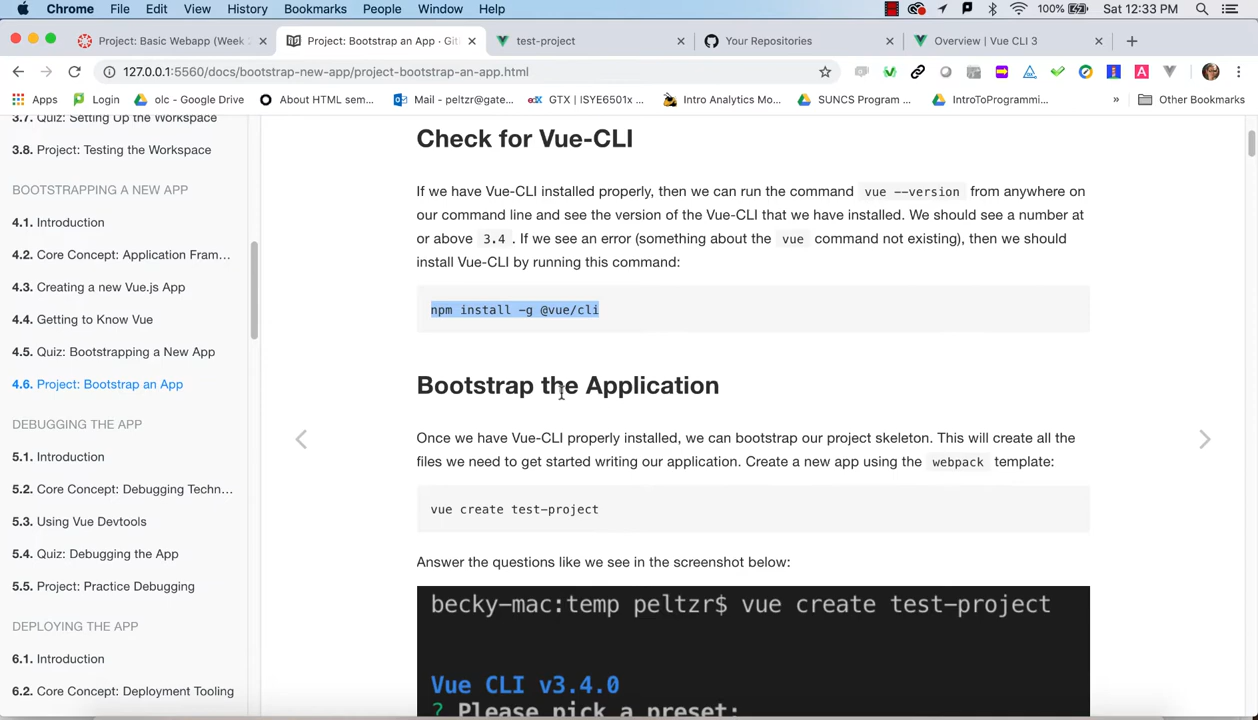 Chrome File Edit View History Bookmarks People Window Help 100% Sat 12:33 PM
Project: Basic Webapp (Week
Project: Bootstrap an App · Git
test-project
Your Repositories
Overview | Vue CLI 3
127.0.0.1:5560/docs/bootstrap-new-app/project-bootstrap-an-app.html
Apps Login olc - Google Drive About HTML sem... Mail - peltzr@gate... GTX | ISYE6501x ... Intro Analytics Mo... SUNCS Program ... IntroToProgrammi... » Other Bookmarks
3.7. Quiz: Setting Up the Workspace
3.8. Project: Testing the Workspace
BOOTSTRAPPING A NEW APP
4.1. Introduction
4.2. Core Concept: Application Fram...
4.3. Creating a new Vue.js App
4.4. Getting to Know Vue
4.5. Quiz: Bootstrapping a New App
4.6. Project: Bootstrap an App
DEBUGGING THE APP
5.1. Introduction
5.2. Core Concept: Debugging Techn...
5.3. Using Vue Devtools
5.4. Quiz: Debugging the App
5.5. Project: Practice Debugging
DEPLOYING THE APP
6.1. Introduction
6.2. Core Concept: Deployment Tooling
Check for Vue-CLI
If we have Vue-CLI installed properly, then we can run the command vue --version from anywhere on
our command line and see the version of the Vue-CLI that we have installed. We should see a number at
or above 3.4 . If we see an error (something about the vue command not existing), then we should
install Vue-CLI by running this command:
npm install -g @vue/cli
Bootstrap the Application
Once we have Vue-CLI properly installed, we can bootstrap our project skeleton. This will create all the
files we need to get started writing our application. Create a new app using the webpack template:
vue create test-project
Answer the questions like we see in the screenshot below:
becky-mac:temp peltzr$ vue create test-project
Vue CLI v3.4.0
? Please pick a preset: